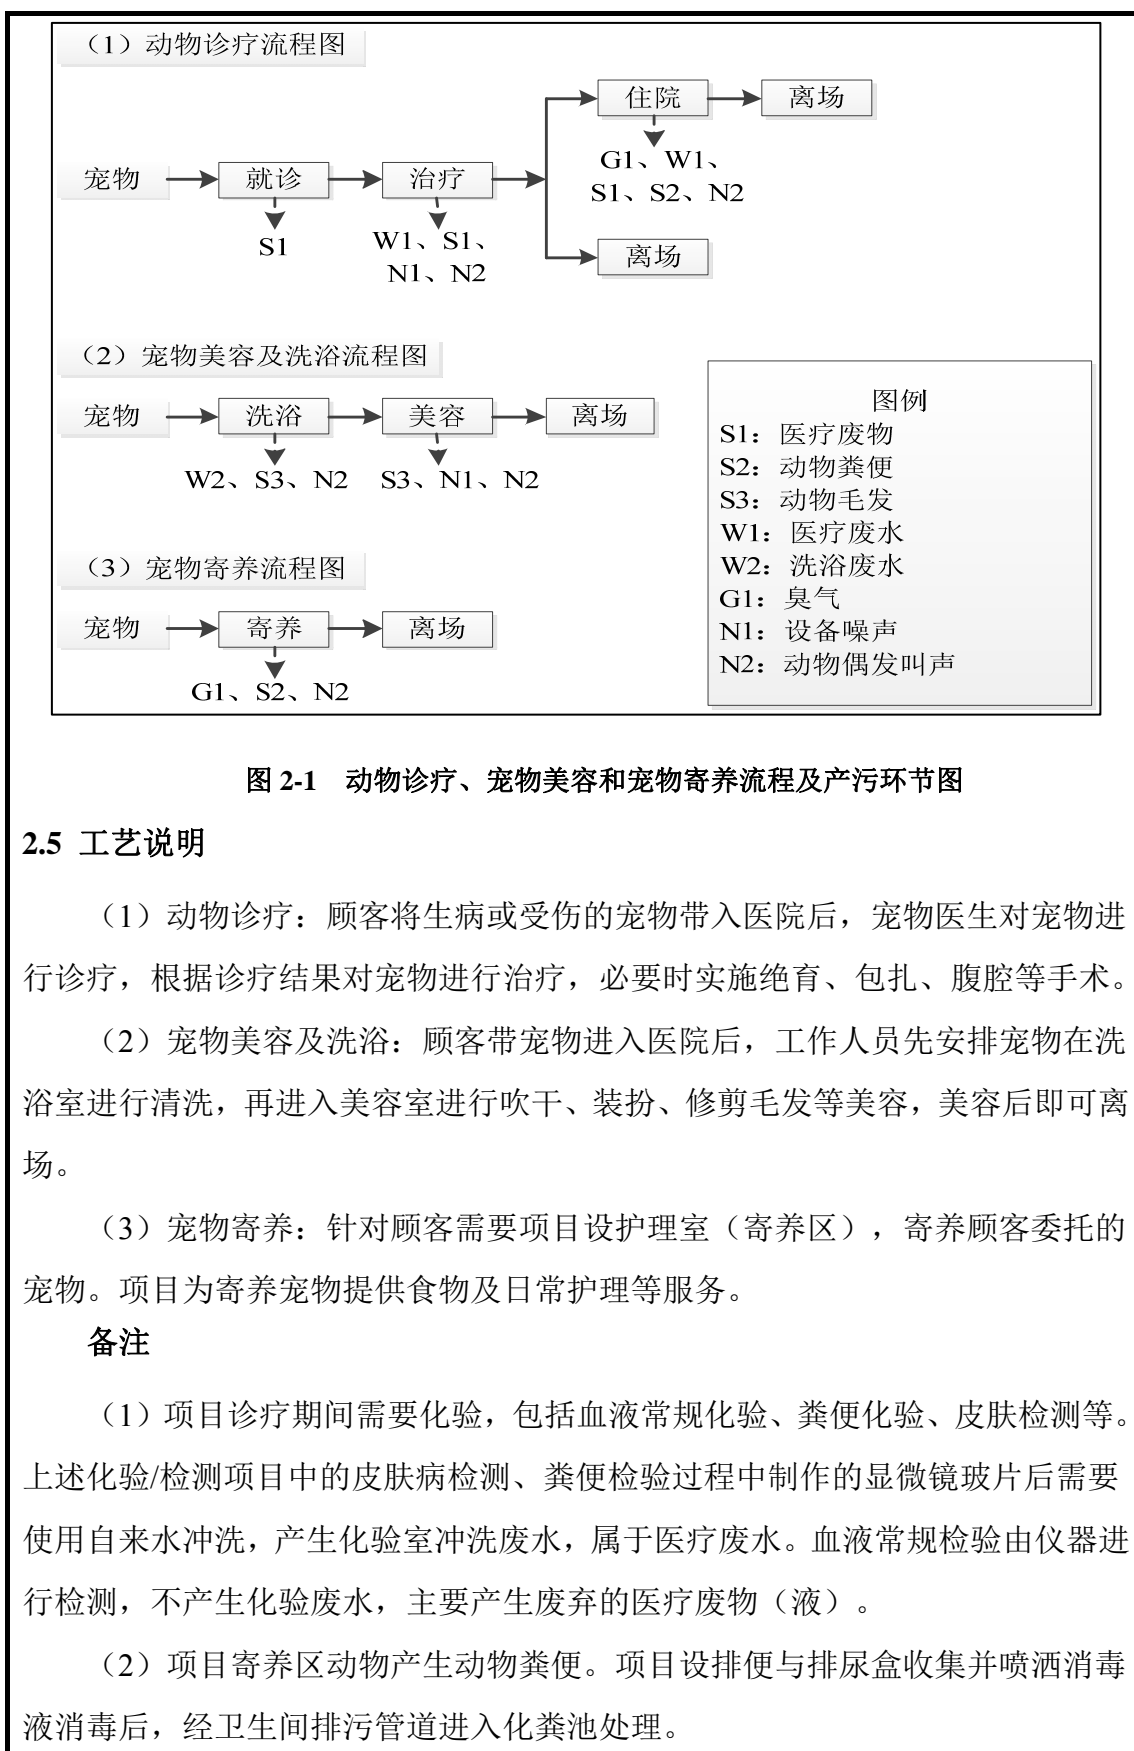 （1）动物诊疗流程图
住院
离场
G1、W1、
S1、S2、N2
宠物
就诊
治疗
S1
W1、S1、
N1、N2
离场
（2）宠物美容及洗浴流程图
宠物
洗浴
美容
离场
W2、S3、N2
S3、N1、N2
（3）宠物寄养流程图
宠物
寄养
离场
G1、S2、N2
图例
S1：医疗废物
S2：动物粪便
S3：动物毛发
W1：医疗废水
W2：洗浴废水
G1：臭气
N1：设备噪声
N2：动物偶发叫声
图 2-1 动物诊疗、宠物美容和宠物寄养流程及产污环节图
2.5 工艺说明
（1）动物诊疗：顾客将生病或受伤的宠物带入医院后，宠物医生对宠物进
行诊疗，根据诊疗结果对宠物进行治疗，必要时实施绝育、包扎、腹腔等手术。
（2）宠物美容及洗浴：顾客带宠物进入医院后，工作人员先安排宠物在洗
浴室进行清洗，再进入美容室进行吹干、装扮、修剪毛发等美容，美容后即可离
场。
（3）宠物寄养：针对顾客需要项目设护理室（寄养区），寄养顾客委托的
宠物。项目为寄养宠物提供食物及日常护理等服务。
备注
（1）项目诊疗期间需要化验，包括血液常规化验、粪便化验、皮肤检测等。
上述化验/检测项目中的皮肤病检测、粪便检验过程中制作的显微镜玻片后需要
使用自来水冲洗，产生化验室冲洗废水，属于医疗废水。血液常规检验由仪器进
行检测，不产生化验废水，主要产生废弃的医疗废物（液）。
（2）项目寄养区动物产生动物粪便。项目设排便与排尿盒收集并喷洒消毒
液消毒后，经卫生间排污管道进入化粪池处理。